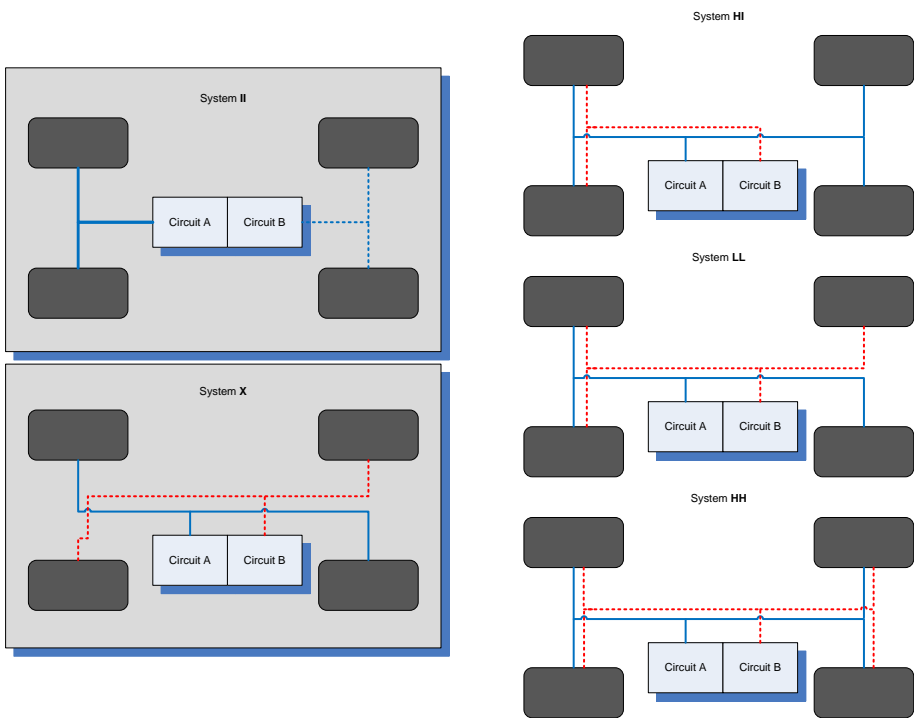 System II
Circuit A
Circuit B
System X
Circuit A
Circuit B
System HI
Circuit A
Circuit B
System LL
Circuit A
Circuit B
System HH
Circuit A
Circuit B